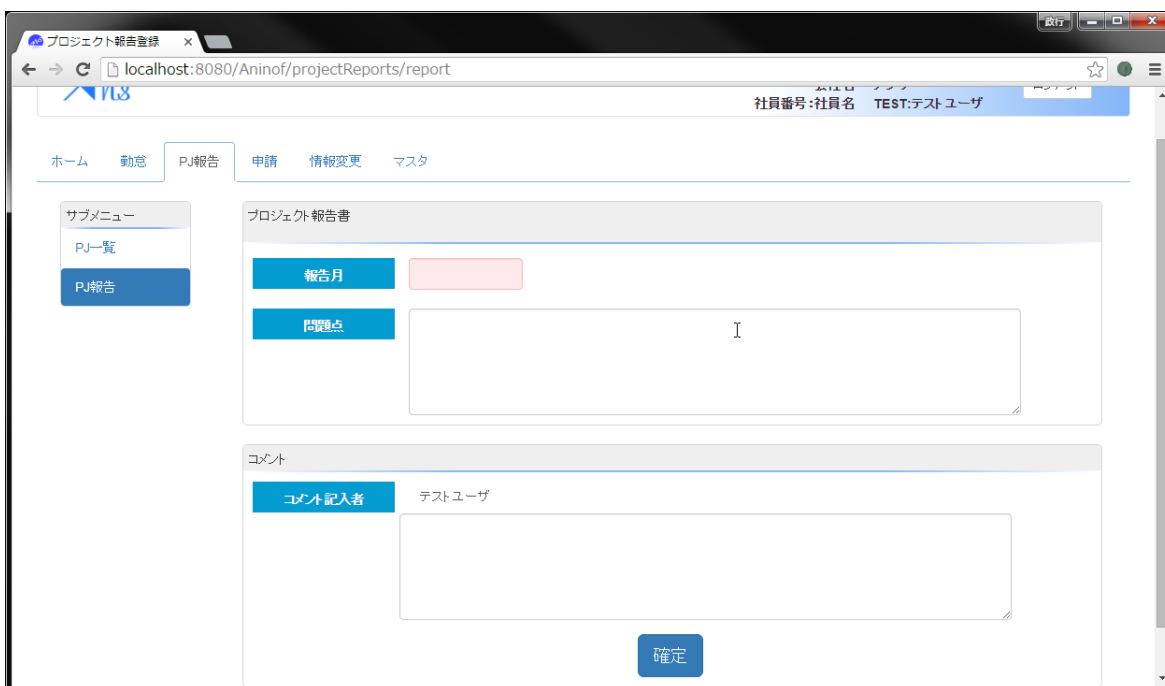 政行
プロジェクト報告登録
localhost:8080/Aninof/projectReports/report
社員番号:社員名 TEST:テストユーザ
ホーム 勤怠 PJ報告 申請 情報変更 マスタ
サブメニュー
PJ一覧
PJ報告
プロジェクト報告書
報告月
問題点
コメント
コメント記入者 テストユーザ
確定